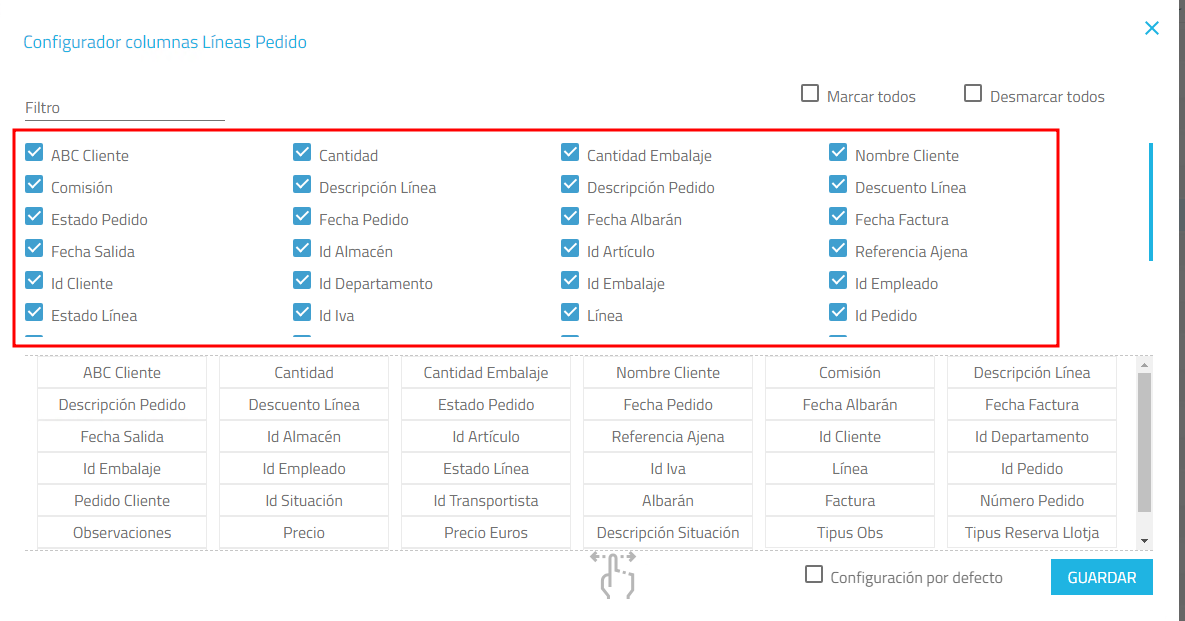 Configurador columnas Líneas Pedido
Filtro
Marcar todos Desmarcar todos
ABC Cliente Cantidad Cantidad Embalaje Nombre Cliente
Comisión Descripción Línea Descripción Pedido Descuento Línea
Estado Pedido Fecha Pedido Fecha Albarán Fecha Factura
Fecha Salida Id Almacén Id Artículo Referencia Ajena
Id Cliente Id Departamento Id Embalaje Id Empleado
Estado Línea Id Iva Línea Id Pedido
ABC Cliente Cantidad Cantidad Embalaje Nombre Cliente Comisión Descripción Línea
Descripción Pedido Descuento Línea Estado Pedido Fecha Pedido Fecha Albarán Fecha Factura
Fecha Salida Id Almacén Id Artículo Referencia Ajena Id Cliente Id Departamento
Id Embalaje Id Empleado Estado Línea Id Iva Línea Id Pedido
Pedido Cliente Id Situación Id Transportista Albarán Factura Número Pedido
Observaciones Precio Precio Euros Descripción Situación Tipus Obs Tipus Reserva Llotja
Configuración por defecto GUARDAR